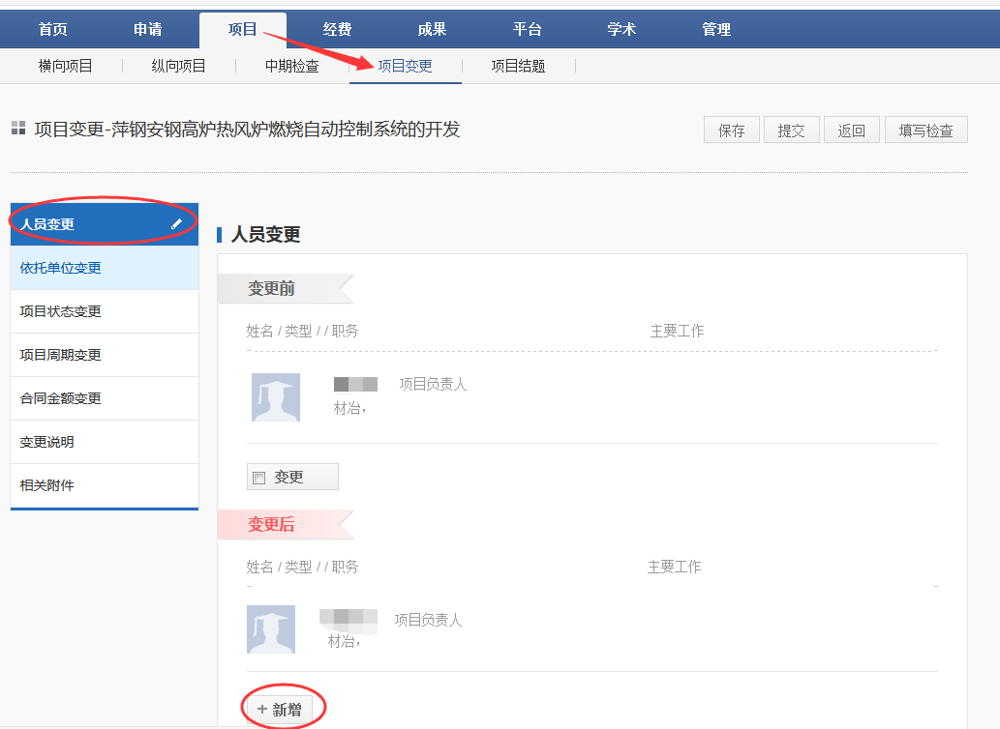 首页 申请 项目 经费 成果 平台 学术 管理
横向项目 纵向项目 中期检查 项目变更 项目结题
项目变更-萍钢安钢高炉热风炉燃烧自动控制系统的开发 保存 提交 返回 填写检查
人员变更
依托单位变更
项目状态变更
项目周期变更
合同金额变更
变更说明
相关附件
人员变更
变更前
姓名 / 类型 / / 职务 主要工作
项目负责人
材冶，
变更
变更后
姓名 / 类型 / / 职务 主要工作
项目负责人
材冶，
+ 新增